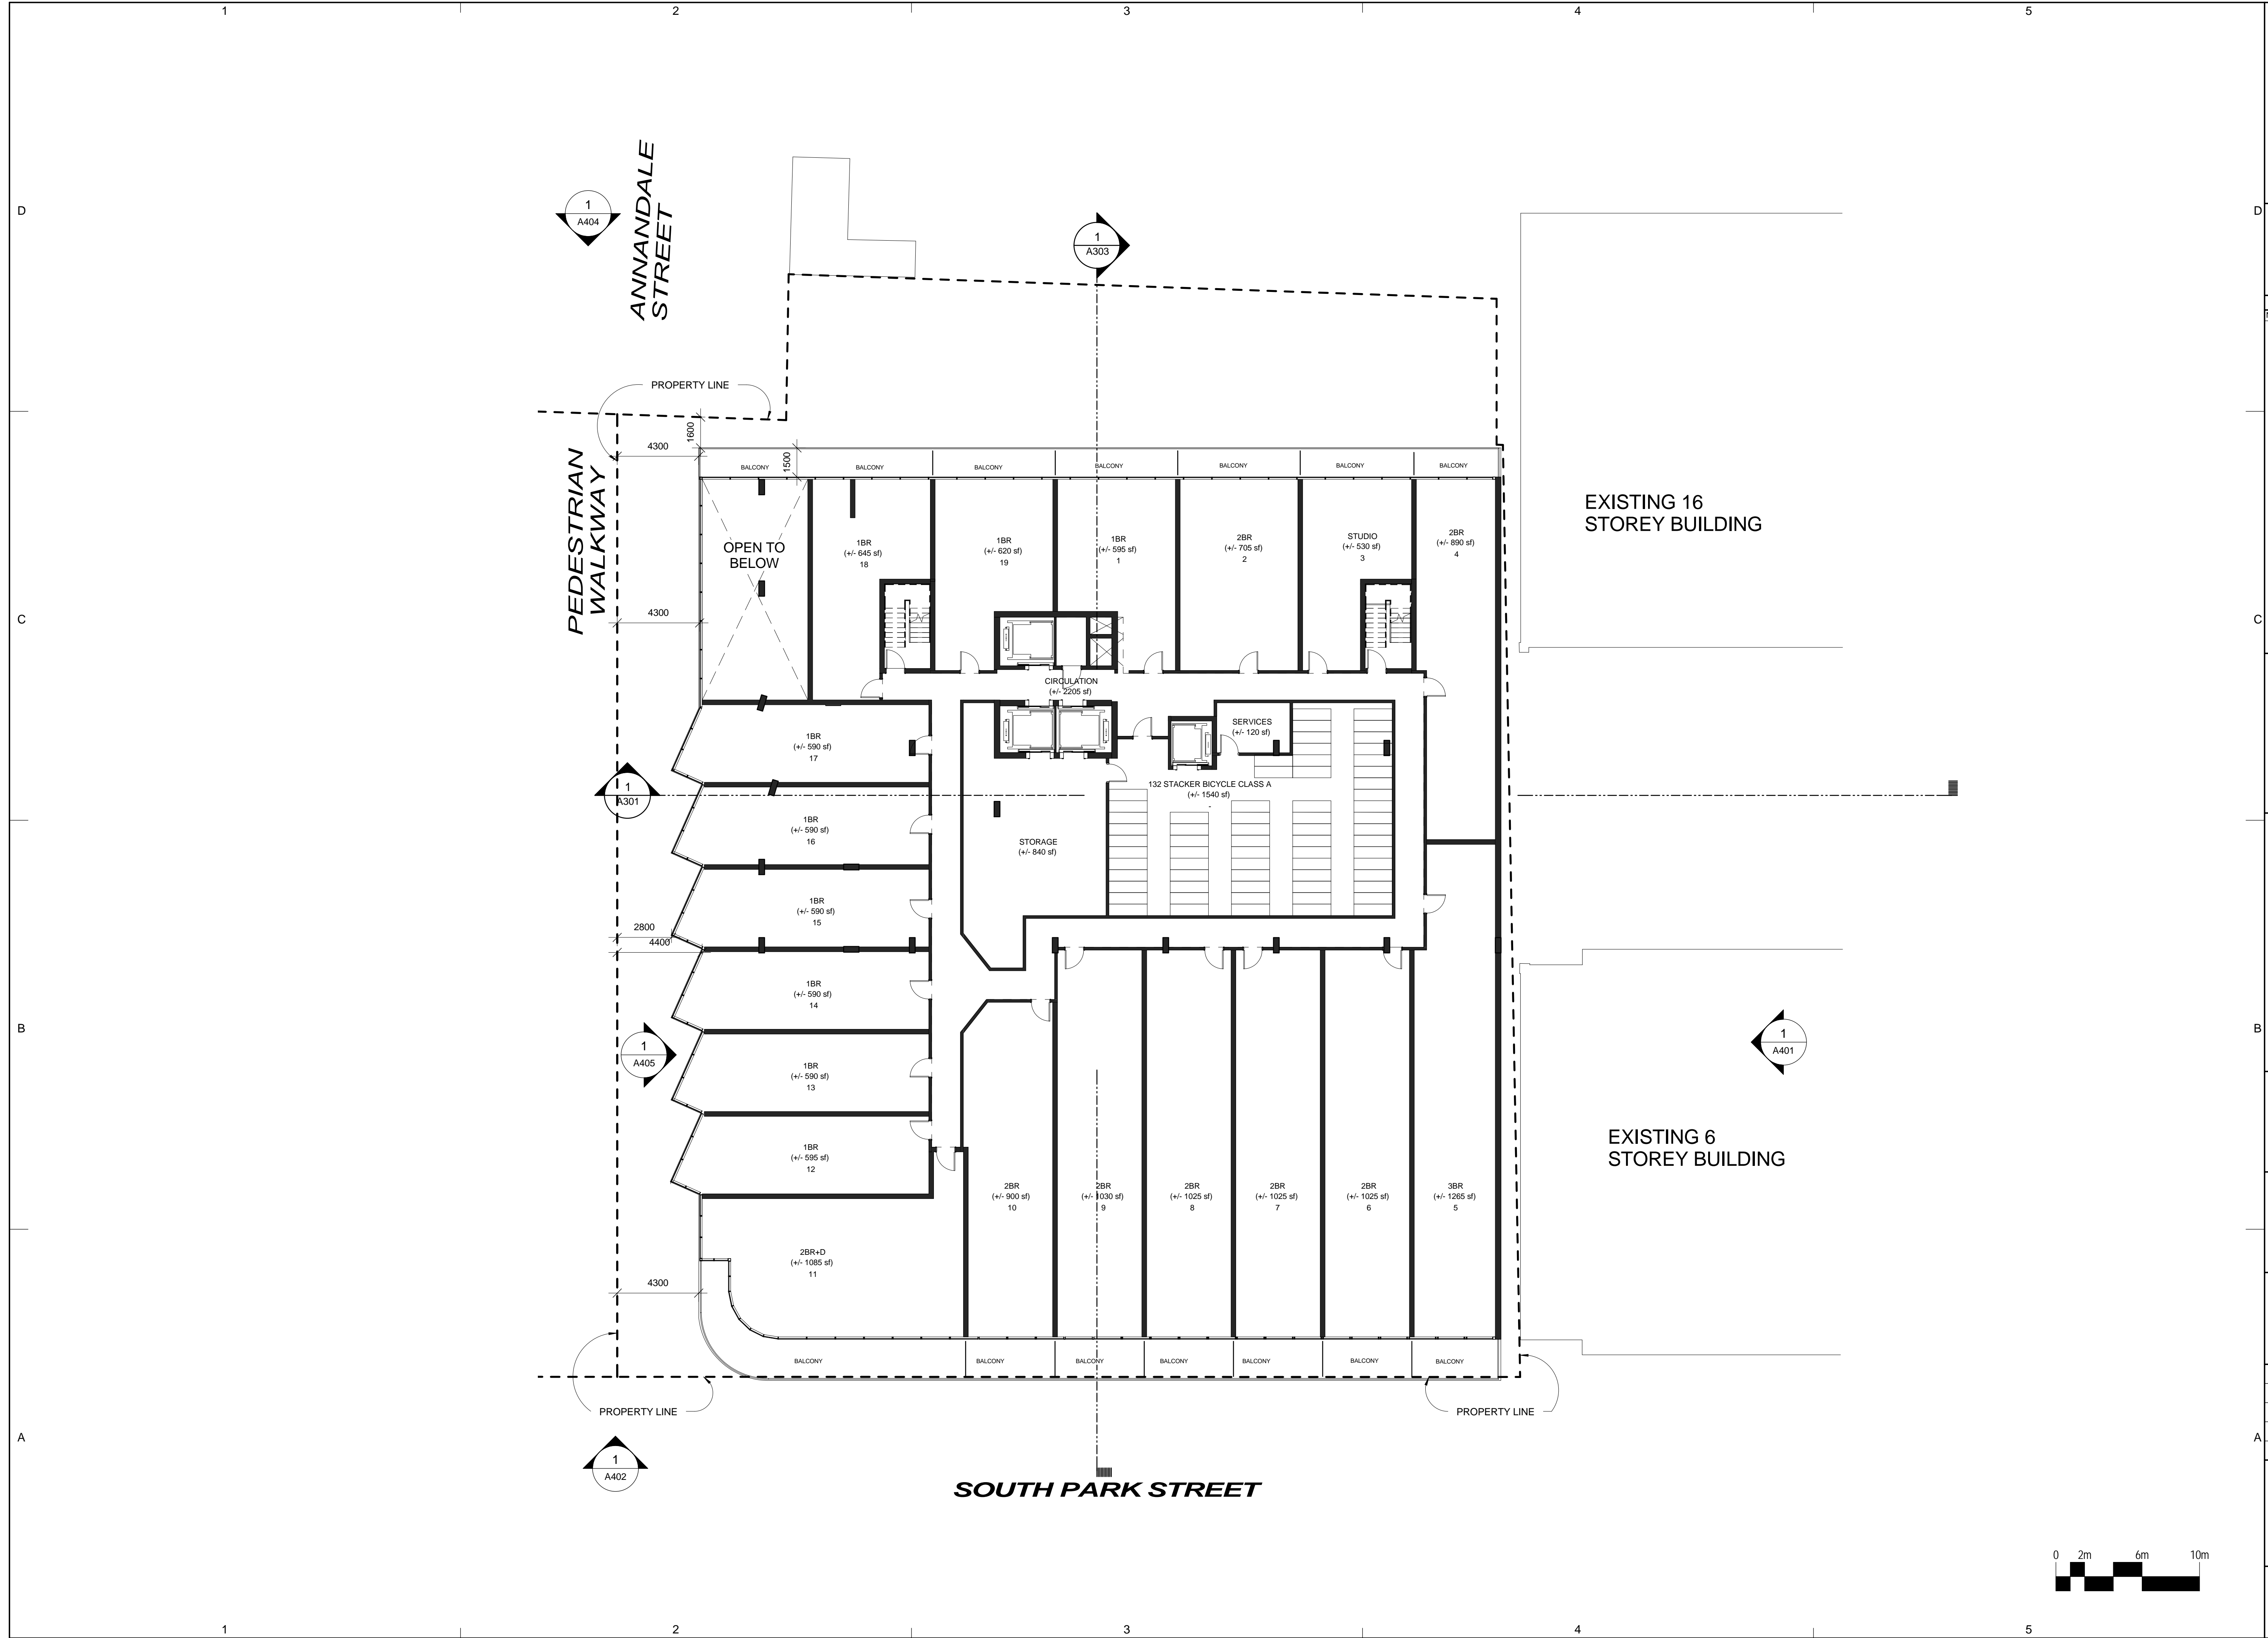 1
2
3
4
5
D
D
ANNANDALE
STREET
1
A404
1
A303
PROPERTY LINE
4300
1600
1500
PEDESTRIAN
WALKWAY
BALCONY
BALCONY
BALCONY
BALCONY
BALCONY
BALCONY
BALCONY
EXISTING 16
STOREY BUILDING
OPEN TO
BELOW
1BR
(+/- 645 sf)
18
1BR
(+/- 620 sf)
19
1BR
(+/- 595 sf)
1
2BR
(+/- 705 sf)
2
STUDIO
(+/- 530 sf)
3
2BR
(+/- 890 sf)
4
C
C
4300
CIRCULATION
(+/- 2205 sf)
SERVICES
(+/- 120 sf)
1BR
(+/- 590 sf)
17
1
A301
132 STACKER BICYCLE CLASS A
(+/- 1540 sf)
-
1BR
(+/- 590 sf)
16
STORAGE
(+/- 840 sf)
1BR
(+/- 590 sf)
15
2800
4400
1BR
(+/- 590 sf)
14
B
B
1
A405
1
A401
1BR
(+/- 590 sf)
13
EXISTING 6
STOREY BUILDING
1BR
(+/- 595 sf)
12
2BR
(+/- 900 sf)
10
2BR
(+/- 1030 sf)
9
2BR
(+/- 1025 sf)
8
2BR
(+/- 1025 sf)
7
2BR
(+/- 1025 sf)
6
3BR
(+/- 1265 sf)
5
2BR+D
(+/- 1085 sf)
11
4300
BALCONY
BALCONY
BALCONY
BALCONY
BALCONY
BALCONY
BALCONY
PROPERTY LINE
PROPERTY LINE
A
A
1
A402
SOUTH PARK STREET
0 2m 6m 10m
1
2
3
4
5